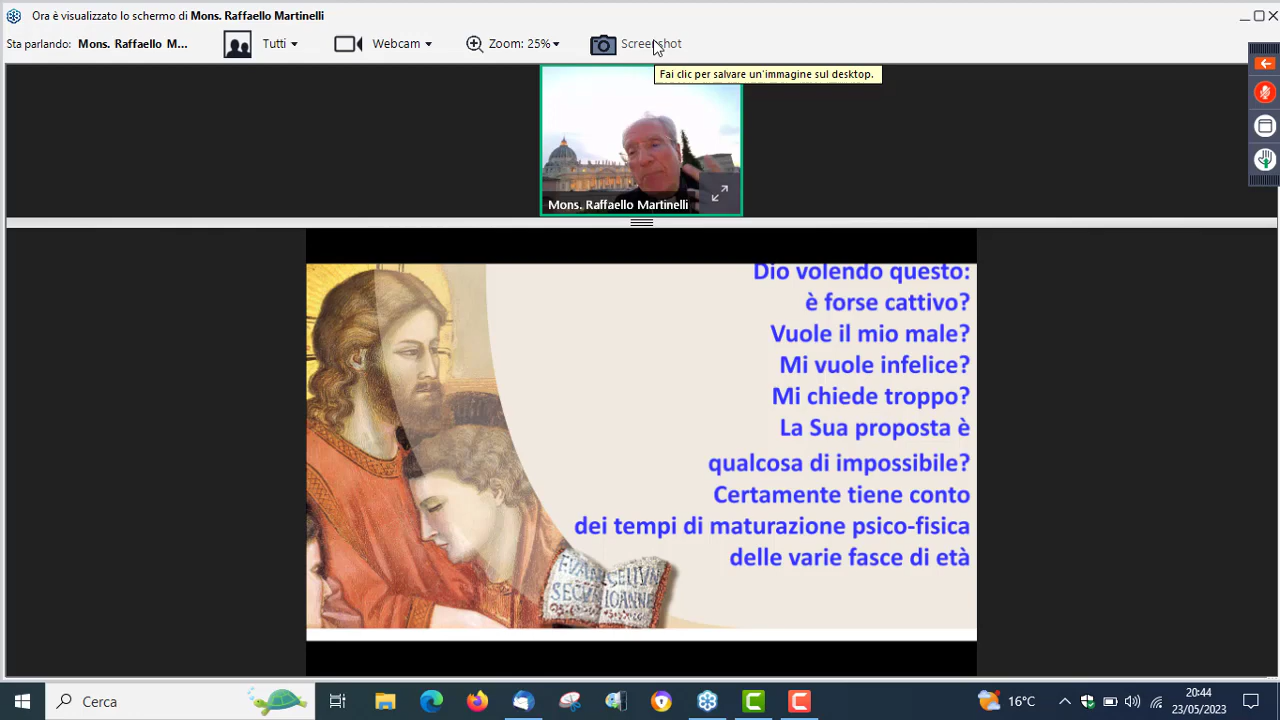 Ora è visualizzato lo schermo di Mons. Raffaello Martinelli
Sta parlando: Mons. Raffaello M... Tutti Webcam Zoom: 25% Screenshot
Fai clic per salvare un'immagine sul desktop.
Mons. Raffaello Martinelli
Dio volendo questo:
è forse cattivo?
Vuole il mio male?
Mi vuole infelice?
Mi chiede troppo?
La Sua proposta è
qualcosa di impossibile?
Certamente tiene conto
dei tempi di maturazione psico-fisica
delle varie fasce di età
EVANGELIVM
SECVN IOANNE
Cerca
16°C
20:44
23/05/2023